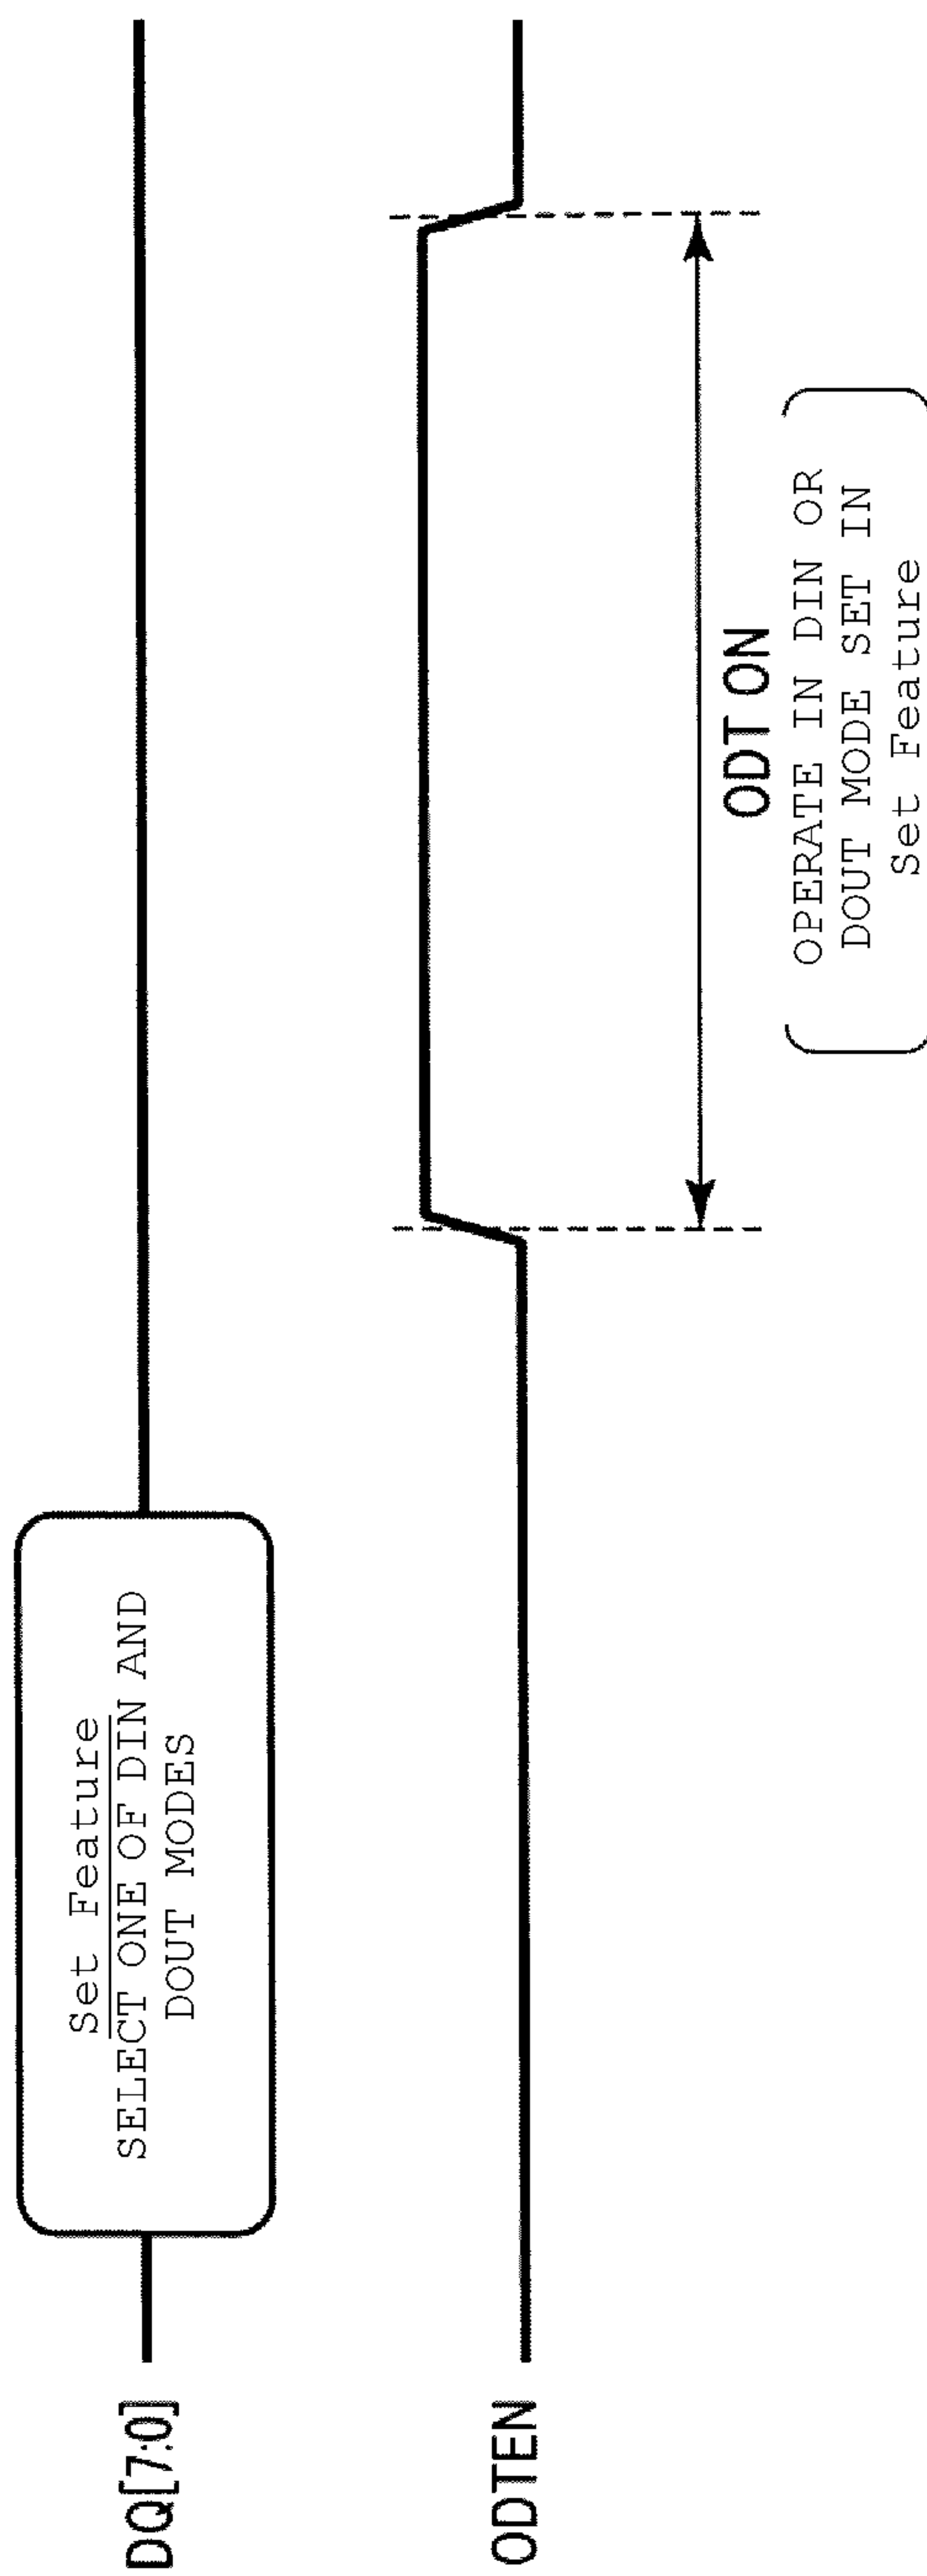 DQ[7:0]
Set Feature
SELECT ONE OF DIN AND
DOUT MODES
ODTEN
ODT ON
OPERATE IN DIN OR
DOUT MODE SET IN
Set Feature